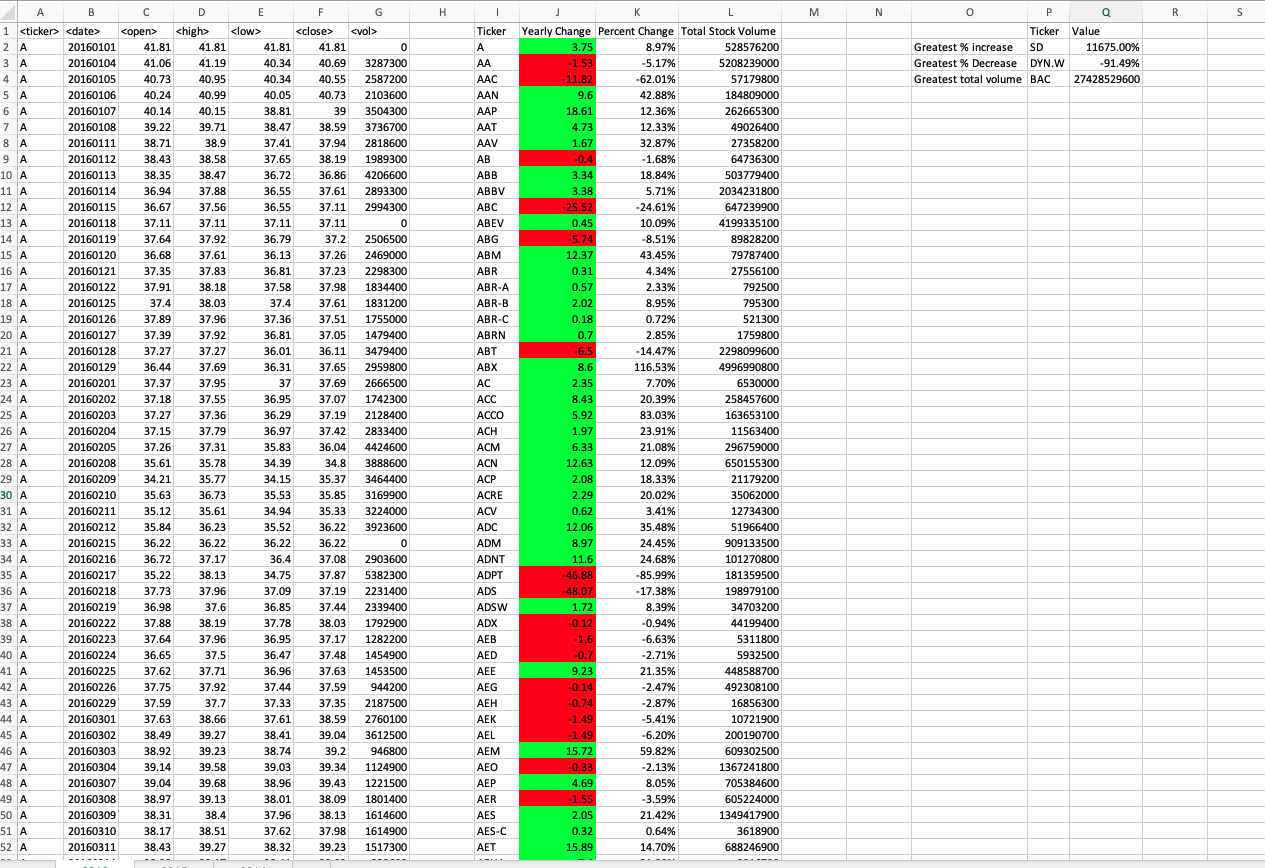 A B C D E F G H I J K L M N O P Q R S
1 <ticker> <date> <open> <high> <low> <close> <vol> Ticker Yearly Change Percent Change Total Stock Volume Ticker Value
2 A 20160101 41.81 41.81 41.81 41.81 0 A 3.75 8.97% 528576200 Greatest % increase SD 11675.00%
3 A 20160104 41.06 41.19 40.34 40.69 3287300 AA -1.53 -5.17% 5208239000 Greatest % Decrease DYN.W -91.49%
4 A 20160105 40.73 40.95 40.34 40.55 2587200 AAC -11.82 -62.01% 57179800 Greatest total volume BAC 27428529600
5 A 20160106 40.24 40.99 40.05 40.73 2103600 AAN 9.6 42.88% 184809000
6 A 20160107 40.14 40.15 38.81 39 3504300 AAP 18.61 12.36% 262665300
7 A 20160108 39.22 39.71 38.47 38.59 3736700 AAT 4.73 12.33% 49026400
8 A 20160111 38.71 38.9 37.41 37.94 2818600 AAV 1.67 32.87% 27358200
9 A 20160112 38.43 38.58 37.65 38.19 1989300 AB -0.4 -1.68% 64736300
10 A 20160113 38.35 38.47 36.72 36.86 4206600 ABB 3.34 18.84% 503779400
11 A 20160114 36.94 37.88 36.55 37.61 2893300 ABBV 3.38 5.71% 2034231800
12 A 20160115 36.67 37.56 36.55 37.11 2994300 ABC -25.52 -24.61% 647239900
13 A 20160118 37.11 37.11 37.11 37.11 0 ABEV 0.45 10.09% 4199335100
14 A 20160119 37.64 37.92 36.79 37.2 2506500 ABG -5.74 -8.51% 89828200
15 A 20160120 36.68 37.61 36.13 37.26 2469000 ABM 12.37 43.45% 79787400
16 A 20160121 37.35 37.83 36.81 37.23 2298300 ABR 0.31 4.34% 27556100
17 A 20160122 37.91 38.18 37.58 37.98 1834400 ABR-A 0.57 2.33% 792500
18 A 20160125 37.4 38.03 37.4 37.61 1831200 ABR-B 2.02 8.95% 795300
19 A 20160126 37.89 37.96 37.36 37.51 1755000 ABR-C 0.18 0.72% 521300
20 A 20160127 37.39 37.92 36.81 37.05 1479400 ABRN 0.7 2.85% 1759800
21 A 20160128 37.27 37.27 36.01 36.11 3479400 ABT -6.5 -14.47% 2298099600
22 A 20160129 36.44 37.69 36.31 37.65 2959800 ABX 8.6 116.53% 4996990800
23 A 20160201 37.37 37.95 37 37.69 2666500 AC 2.35 7.70% 6530000
24 A 20160202 37.18 37.55 36.95 37.07 1742300 ACC 8.43 20.39% 258457600
25 A 20160203 37.27 37.36 36.29 37.19 2128400 ACCO 5.92 83.03% 163653100
26 A 20160204 37.15 37.79 36.97 37.42 2833400 ACH 1.97 23.91% 11563400
27 A 20160205 37.26 37.31 35.83 36.04 4424600 ACM 6.33 21.08% 296759000
28 A 20160208 35.61 35.78 34.39 34.8 3888600 ACN 12.63 12.09% 650155300
29 A 20160209 34.21 35.77 34.15 35.37 3464400 ACP 2.08 18.33% 21179200
30 A 20160210 35.63 36.73 35.53 35.85 3169900 ACRE 2.29 20.02% 35062000
31 A 20160211 35.12 35.61 34.94 35.33 3224000 ACV 0.62 3.41% 12734300
32 A 20160212 35.84 36.23 35.52 36.22 3923600 ADC 12.06 35.48% 51966400
33 A 20160215 36.22 36.22 36.22 36.22 0 ADM 8.97 24.45% 909133500
34 A 20160216 36.72 37.17 36.4 37.08 2903600 ADNT 11.6 24.68% 101270800
35 A 20160217 35.22 38.13 34.75 37.87 5382300 ADPT -46.88 -85.99% 181359500
36 A 20160218 37.73 37.96 37.09 37.19 2231400 ADS -48.07 -17.38% 198979100
37 A 20160219 36.98 37.6 36.85 37.44 2339400 ADSW 1.72 8.39% 34703200
38 A 20160222 37.88 38.19 37.78 38.03 1792900 ADX -0.12 -0.94% 44199400
39 A 20160223 37.64 37.96 36.95 37.17 1282200 AEB -1.6 -6.63% 5311800
40 A 20160224 36.65 37.5 36.47 37.48 1454900 AED -0.7 -2.71% 5932500
41 A 20160225 37.62 37.71 36.96 37.63 1453500 AEE 9.23 21.35% 448588700
42 A 20160226 37.75 37.92 37.44 37.59 944200 AEG -0.14 -2.47% 492308100
43 A 20160229 37.59 37.7 37.33 37.35 2187500 AEH -0.74 -2.87% 16856300
44 A 20160301 37.63 38.66 37.61 38.59 2760100 AEK -1.49 -5.41% 10721900
45 A 20160302 38.49 39.27 38.41 39.04 3612500 AEL -1.49 -6.20% 200190700
46 A 20160303 38.92 39.23 38.74 39.2 946800 AEM 15.72 59.82% 609302500
47 A 20160304 39.14 39.58 39.03 39.34 1124900 AEO -0.33 -2.13% 1367241800
48 A 20160307 39.04 39.68 38.96 39.43 1221500 AEP 4.69 8.05% 705384600
49 A 20160308 38.97 39.13 38.01 38.09 1801400 AER -1.55 -3.59% 605224000
50 A 20160309 38.31 38.4 37.96 38.13 1614600 AES 2.05 21.42% 1349417900
51 A 20160310 38.17 38.51 37.62 37.98 1614900 AES-C 0.32 0.64% 3618900
52 A 20160311 38.43 39.27 38.32 39.23 1517300 AET 15.89 14.70% 688246900